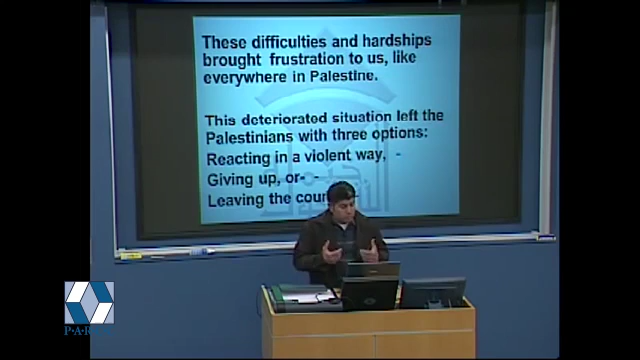 These difficulties and hardships
brought frustration to us, like
everywhere in Palestine.
This deteriorated situation left the
Palestinians with three options:
Reacting in a violent way, -
Giving up, or- -
Leaving the coun
P·A·R